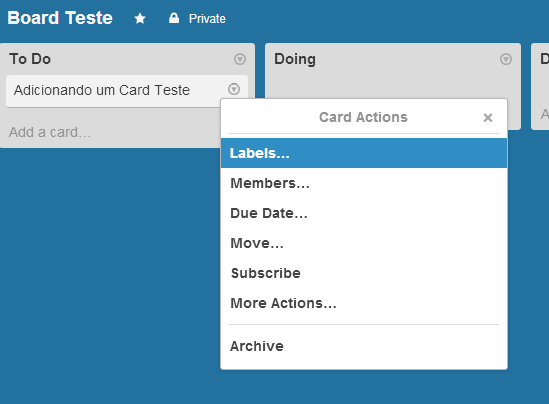 Board Teste
Private
To Do
Doing
D
Adicionando um Card Teste
Add a card…
A
Card Actions
Labels…
Members…
Due Date…
Move…
Subscribe
More Actions…
Archive